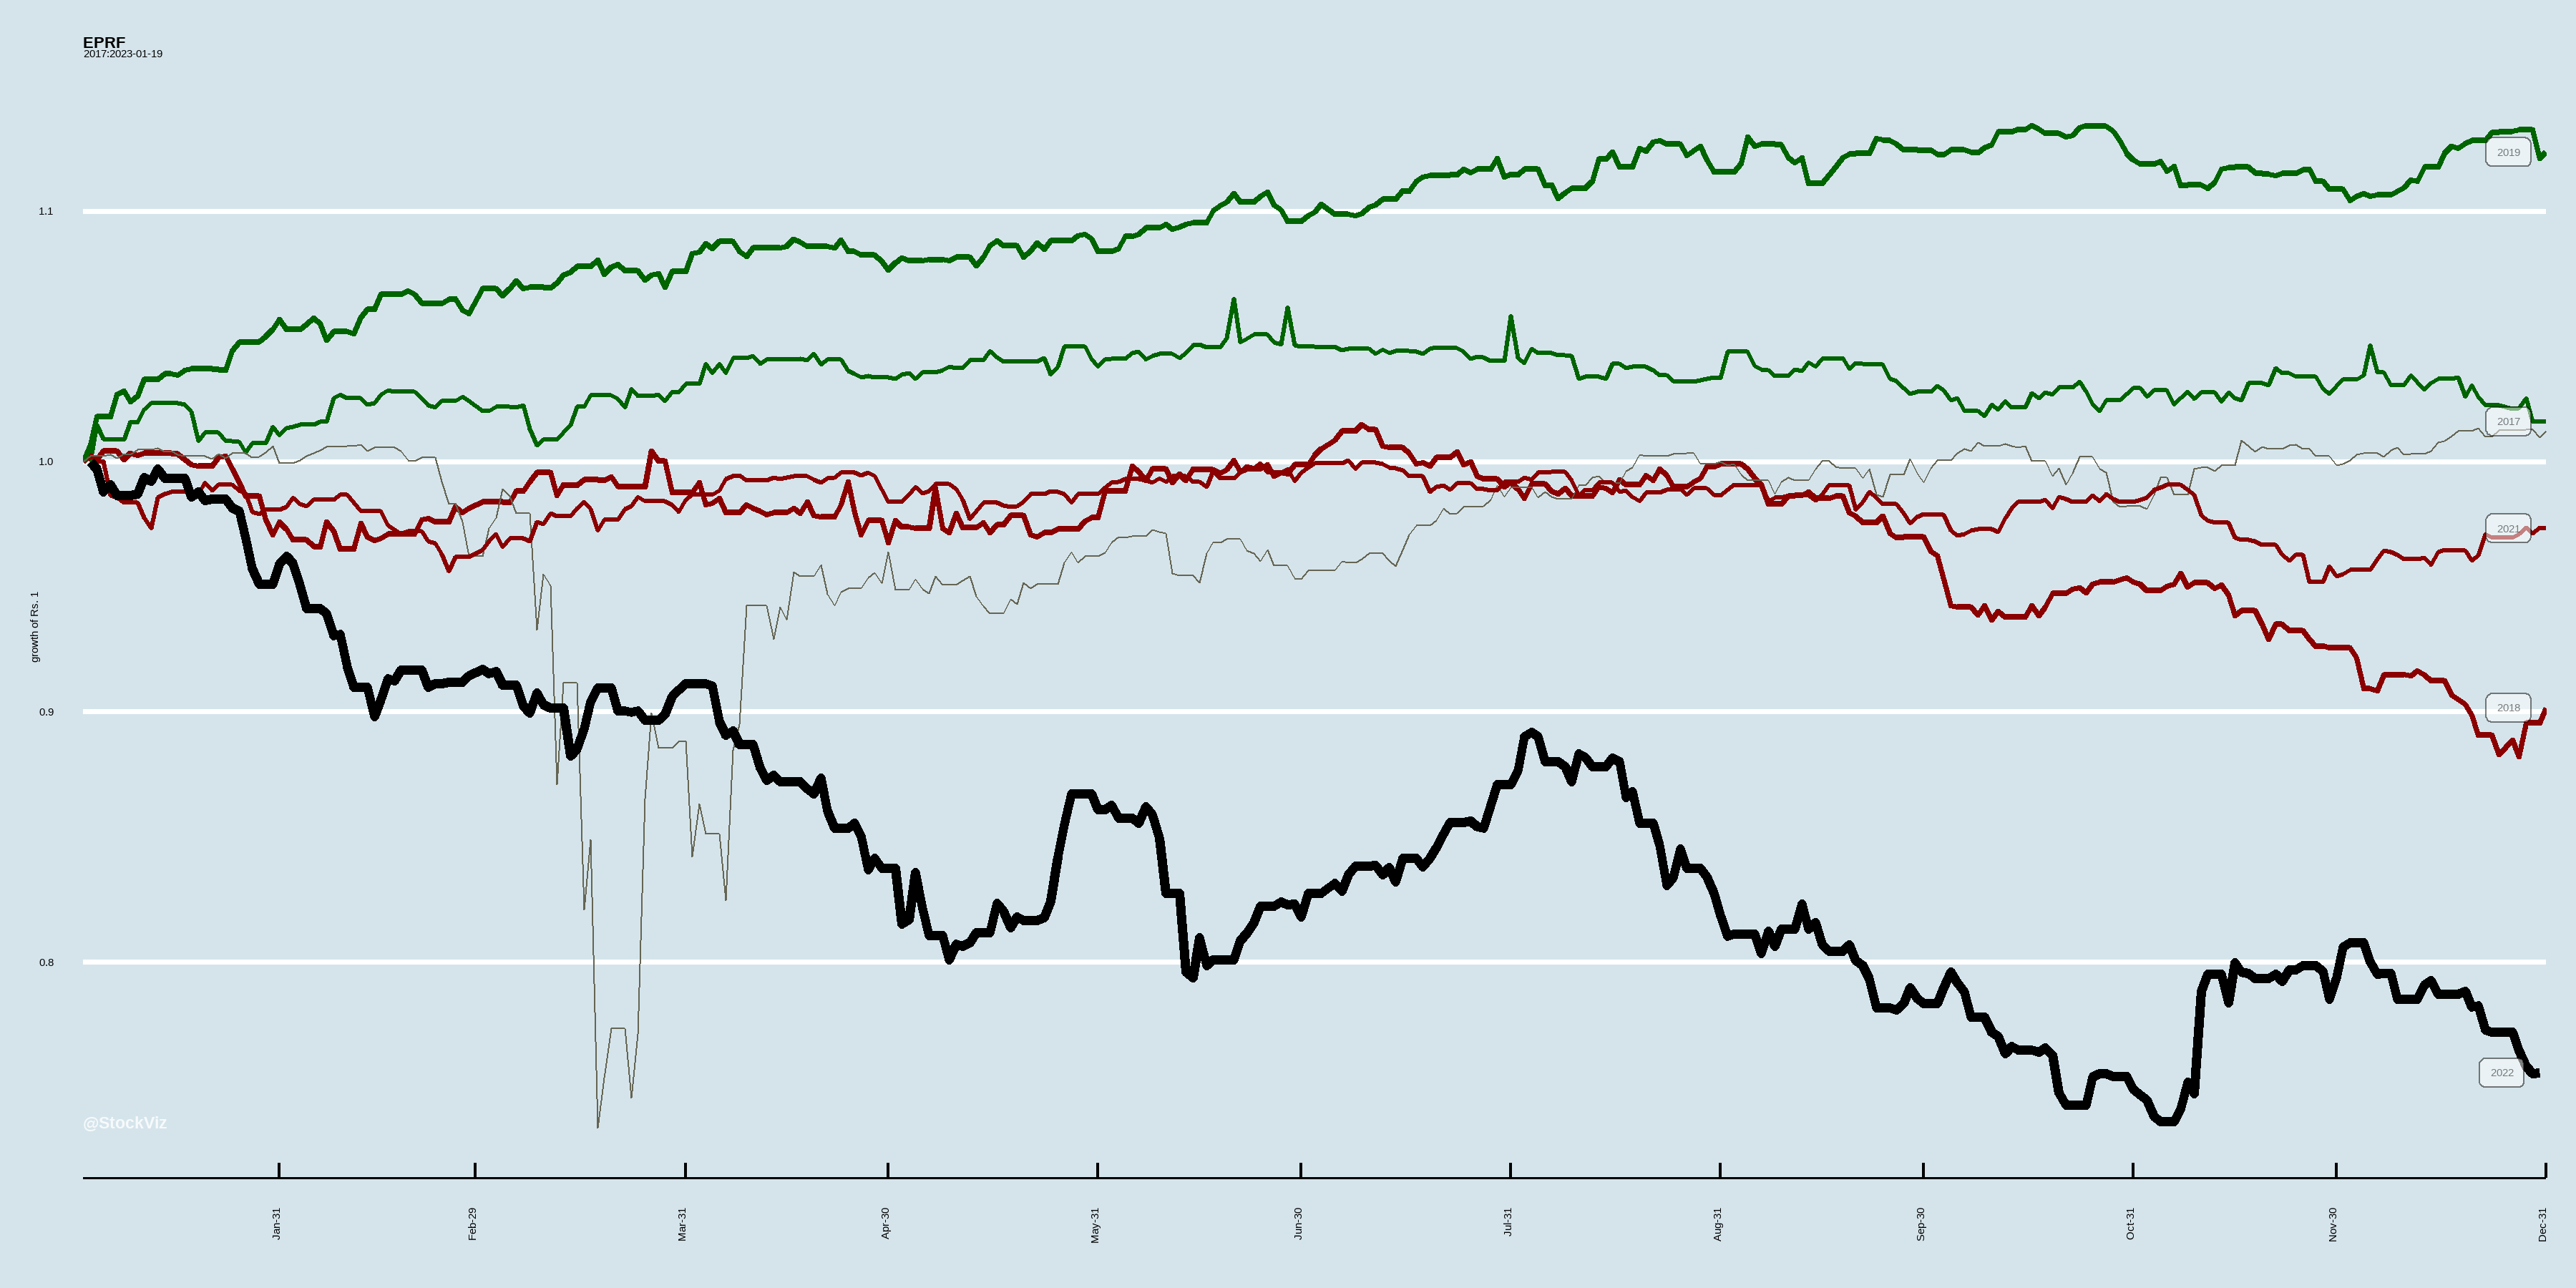 EPRF
2017:2023-01-19
2019
1.1
2017
1.0
2021
growth of Rs. 1
2018
0.9
0.8
2022
@StockViz
Jan-31
Feb-29
Mar-31
Apr-30
May-31
Jun-30
Jul-31
Aug-31
Sep-30
Oct-31
Nov-30
Dec-31